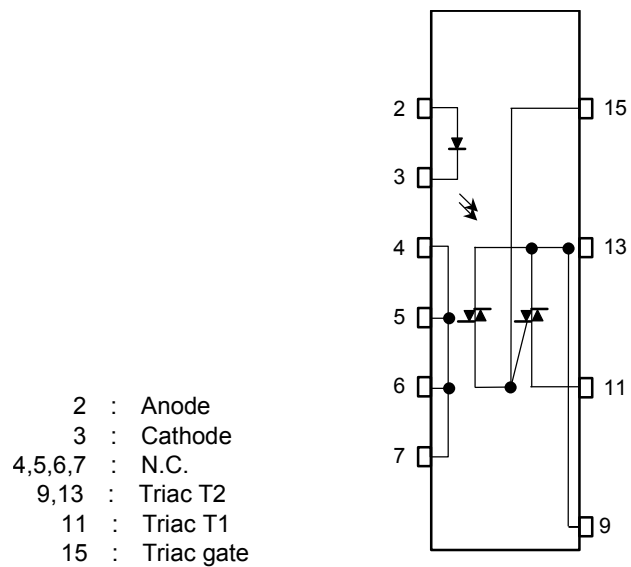 2
15
3
4
13
5
6
11
7
9
2 : Anode
3 : Cathode
4,5,6,7 : N.C.
9,13 : Triac T2
11 : Triac T1
15 : Triac gate